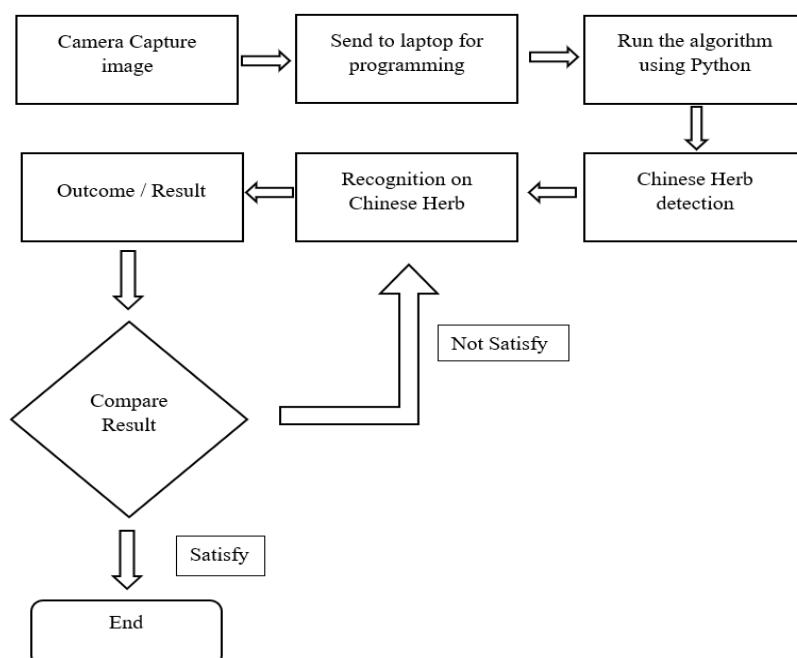 Camera Capture
image
Send to laptop for
programming
Run the algorithm
using Python
Chinese Herb
detection
Recognition on
Chinese Herb
Outcome / Result
Compare
Result
Not Satisfy
Satisfy
End